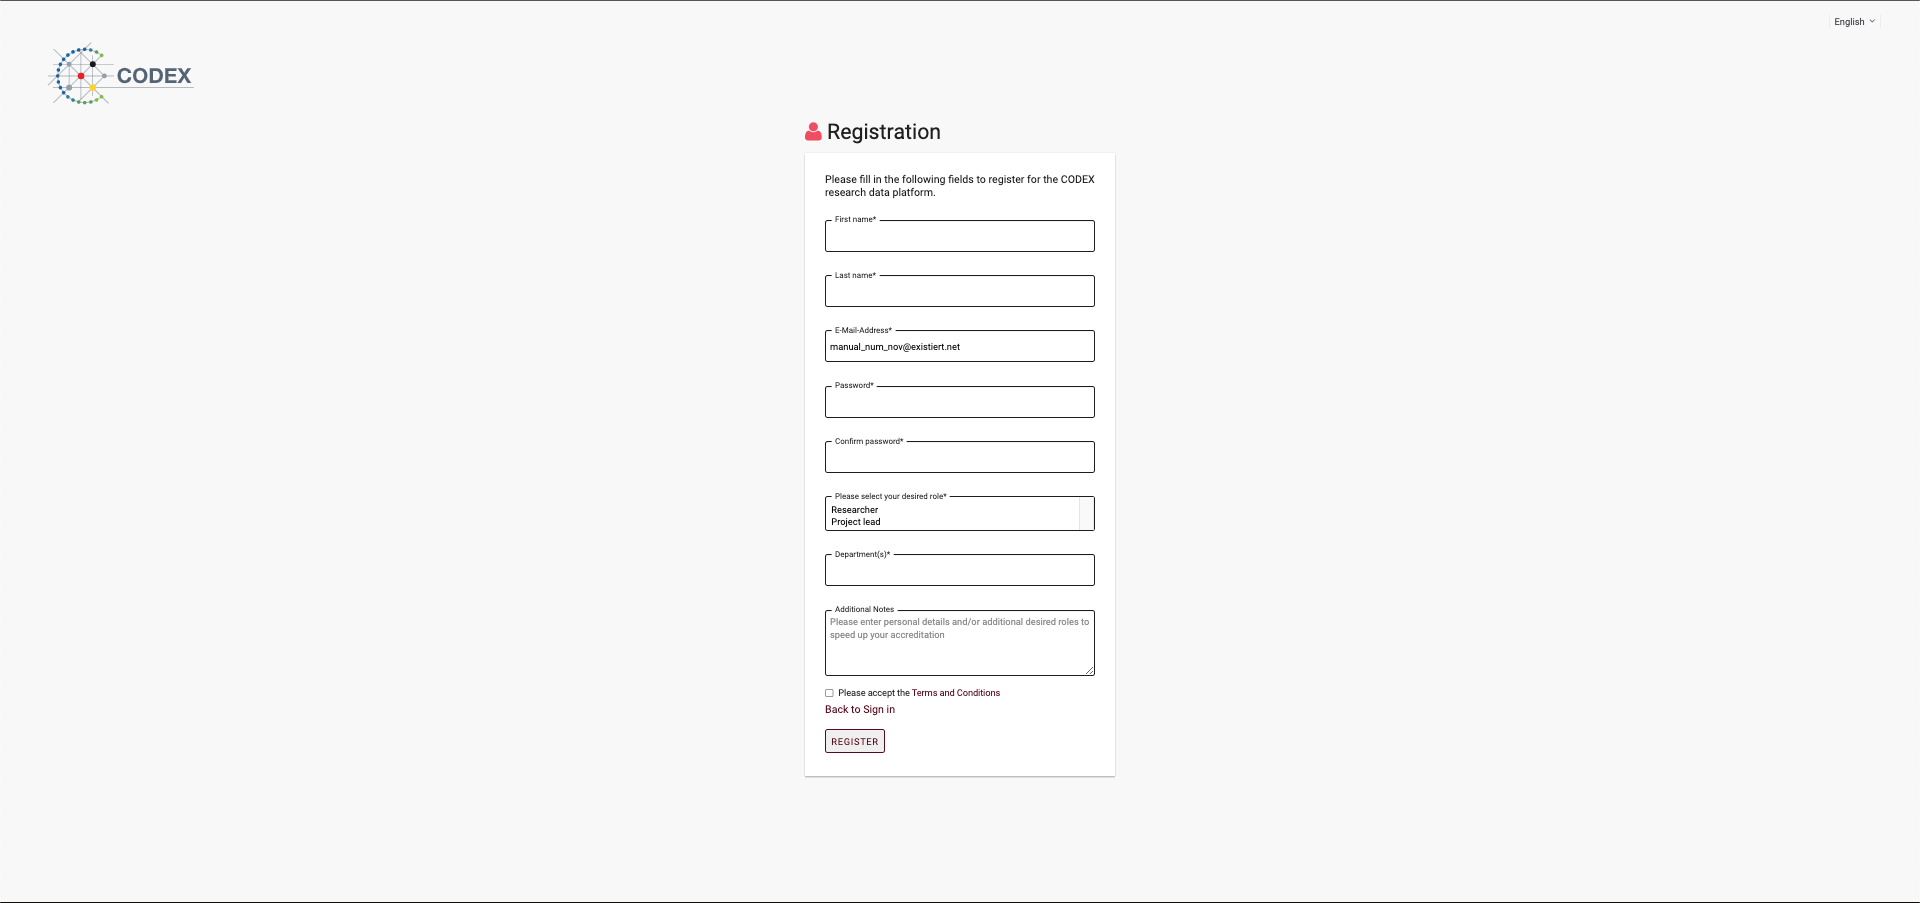 English
CODEX
Registration
Please fill in the following fields to register for the CODEX
research data platform.
First name*
Last name*
E-Mail-Address*
manual_num_nov@existiert.net
Password*
Confirm password*
Please select your desired role*
Researcher
Project lead
Department(s)*
Additional Notes
Please enter personal details and/or additional desired roles to
speed up your accreditation
Please accept the Terms and Conditions
Back to Sign in
REGISTER